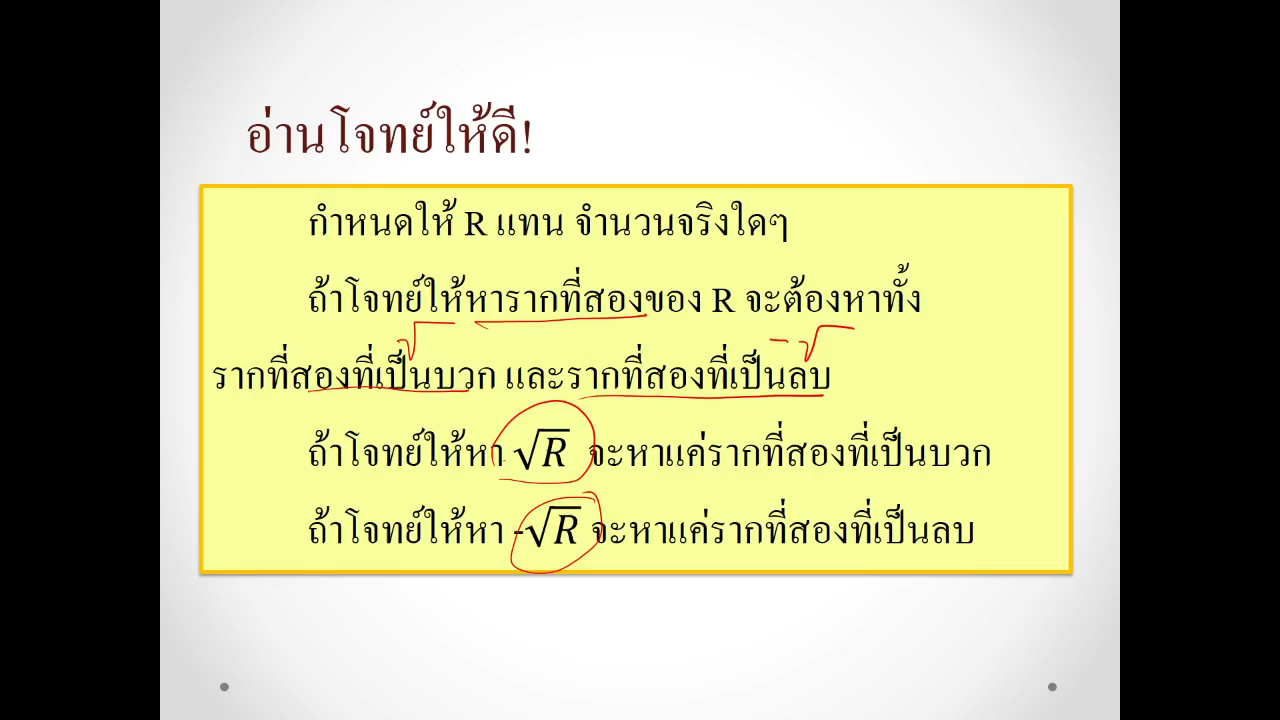 อ่านโจทย์ให้ดี!
กำหนดให้ R แทน จำนวนจริงใดๆ
ถ้าโจทย์ให้หารากที่สองของ R จะต้องหาทั้ง
√ -√
รากที่สองที่เป็นบวก และรากที่สองที่เป็นลบ
ถ้าโจทย์ให้หา √R จะหาแค่รากที่สองที่เป็นบวก
ถ้าโจทย์ให้หา -√R จะหาแค่รากที่สองที่เป็นลบ